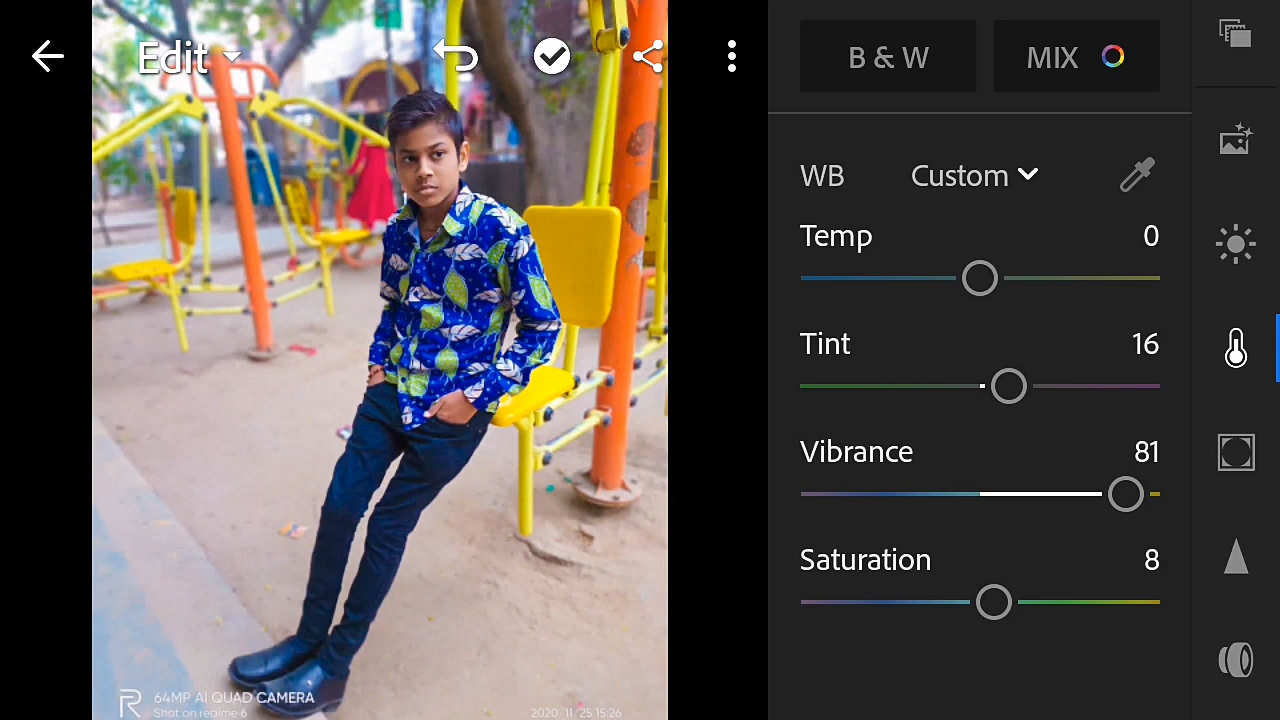 Edit
B & W
MIX
WB
Custom
Temp
0
Tint
16
Vibrance
81
Saturation
8
R
64MP AI QUAD CAMERA
Shot on realme 6
2020/11/25 15:26